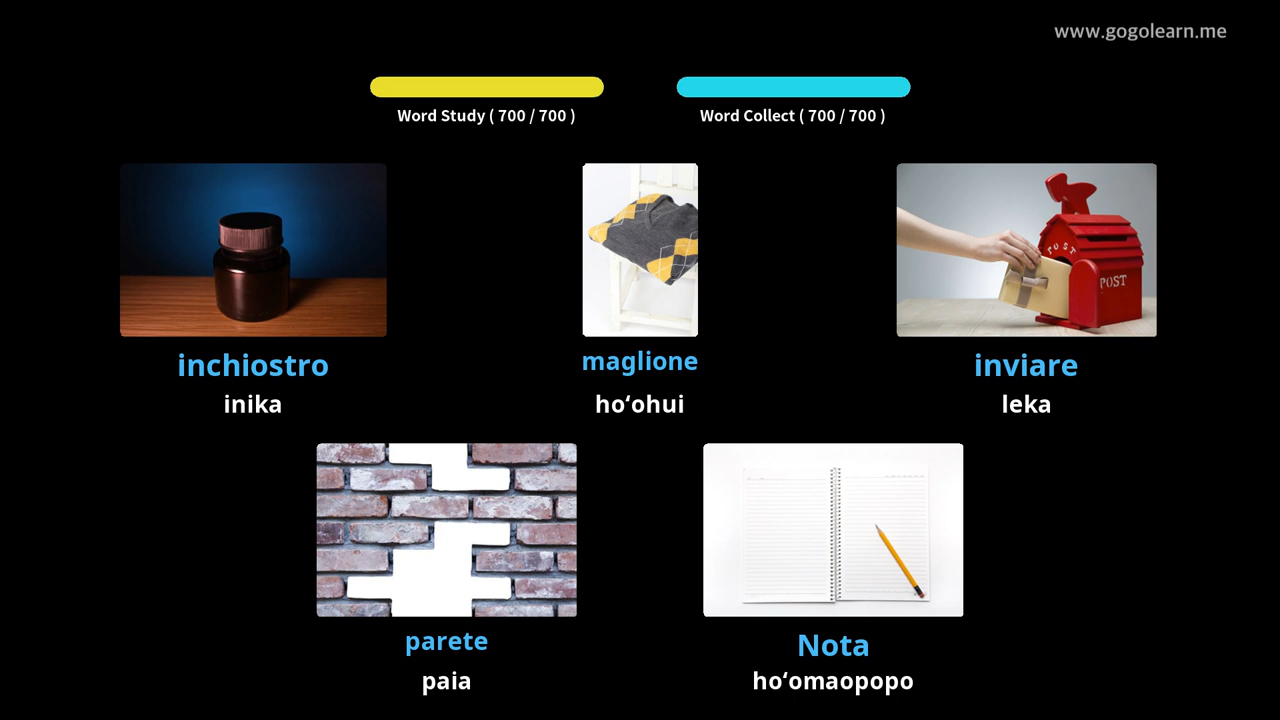 www.gogolearn.me
Word Study ( 700 / 700 )
Word Collect ( 700 / 700 )
POST
POST
inchiostro
maglione
inviare
inika
hoʻohui
leka
parete
Nota
paia
hoʻomaopopo